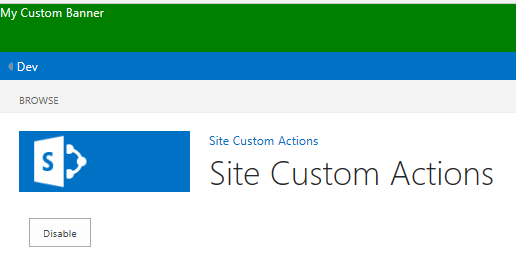 My Custom Banner
Dev
BROWSE
S
Site Custom Actions
Site Custom Actions
Disable